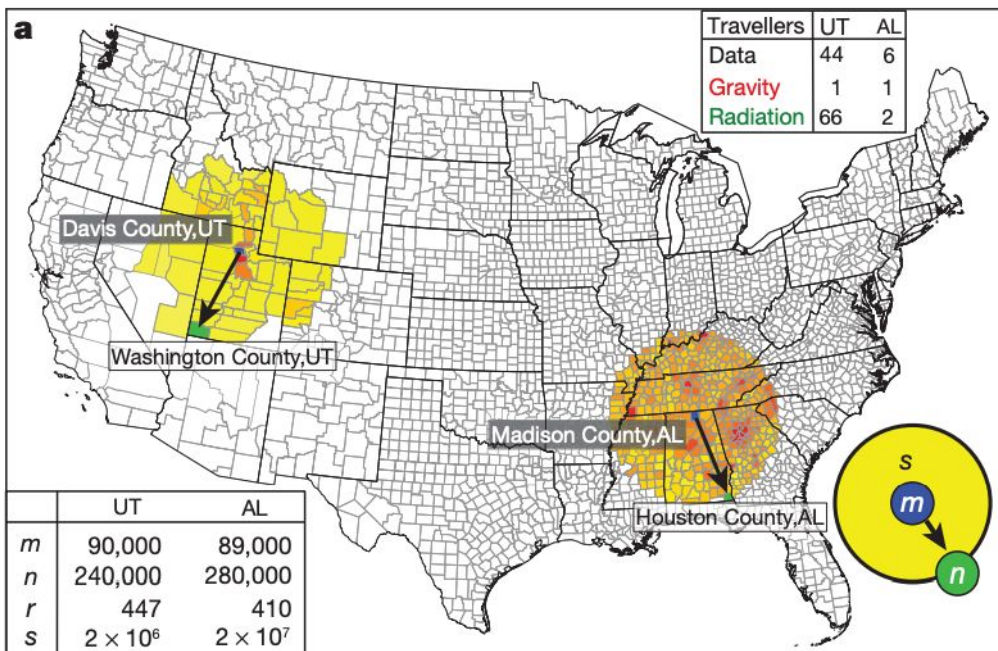 a
Travellers UT AL
Data 44 6
Gravity 1 1
Radiation 66 2
Davis County,UT
Washington County,UT
Madison County,AL
Houston County,AL
s
m
n
UT AL
m 90,000 89,000
n 240,000 280,000
r 447 410
s 2 × 10⁶ 2 × 10⁷